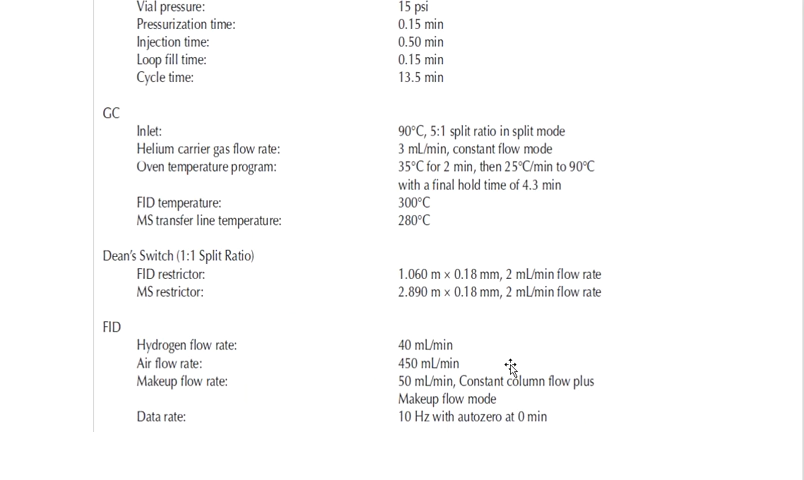 Vial pressure: 15 psi
Pressurization time: 0.15 min
Injection time: 0.50 min
Loop fill time: 0.15 min
Cycle time: 13.5 min
GC
Inlet: 90°C, 5:1 split ratio in split mode
Helium carrier gas flow rate: 3 mL/min, constant flow mode
Oven temperature program: 35°C for 2 min, then 25°C/min to 90°C
with a final hold time of 4.3 min
FID temperature: 300°C
MS transfer line temperature: 280°C
Dean's Switch (1:1 Split Ratio)
FID restrictor: 1.060 m × 0.18 mm, 2 mL/min flow rate
MS restrictor: 2.890 m × 0.18 mm, 2 mL/min flow rate
FID
Hydrogen flow rate: 40 mL/min
Air flow rate: 450 mL/min
Makeup flow rate: 50 mL/min, Constant column flow plus
Makeup flow mode
Data rate: 10 Hz with autozero at 0 min